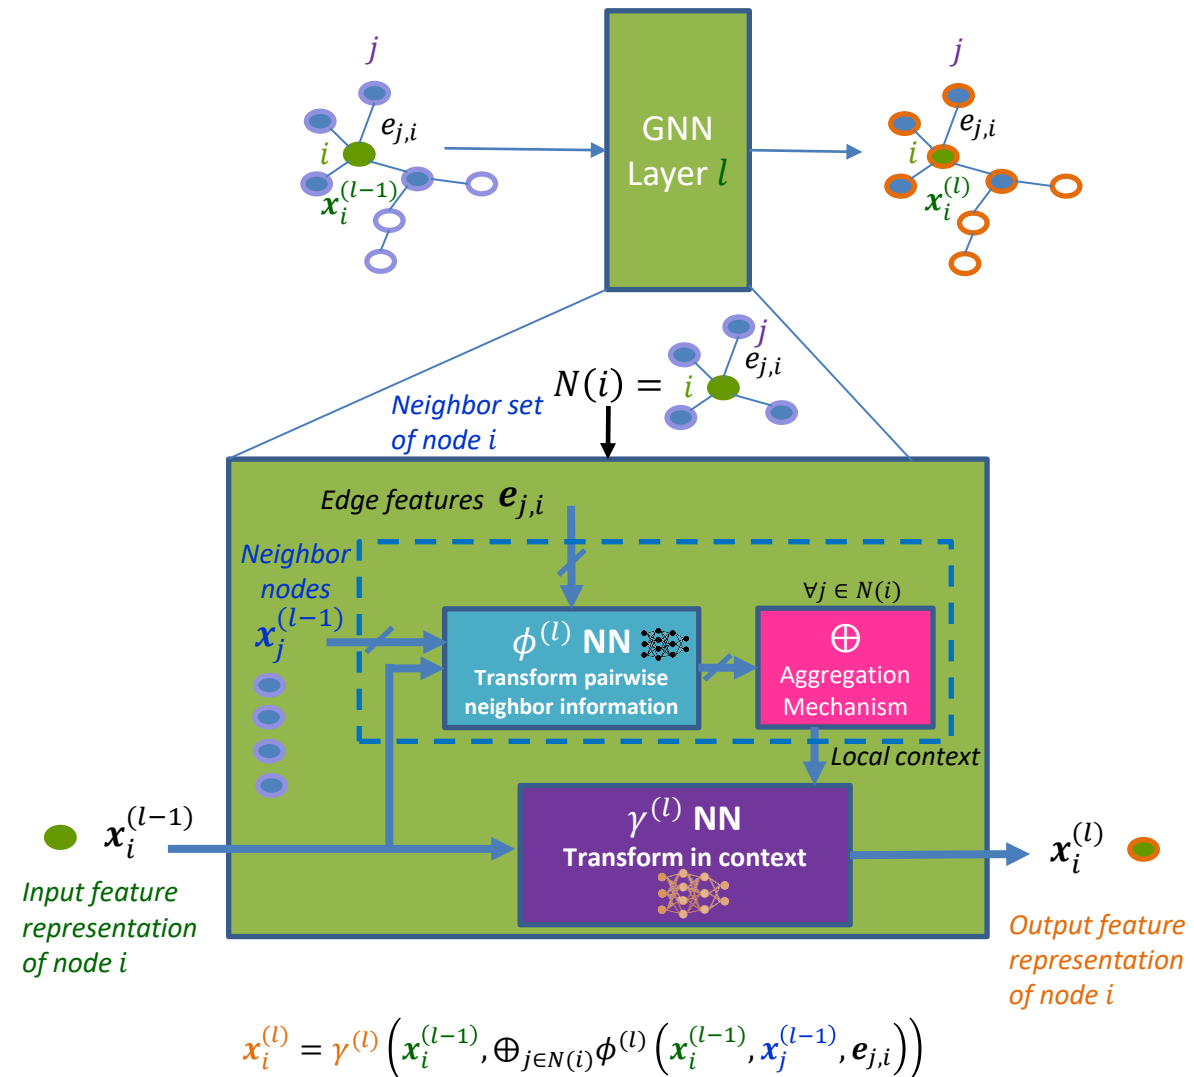 j
e_{j,i}
i
x_i^{(l−1)}
GNN
Layer l
j
e_{j,i}
i
x_i^{(l)}
N(i) =
j
e_{j,i}
i
Neighbor set
of node i
Edge features e_{j,i}
Neighbor
nodes
x_j^{(l−1)}
∀j ∈ N(i)
ϕ^{(l)} NN
Transform pairwise
neighbor information
⊕
Aggregation
Mechanism
Local context
γ^{(l)} NN
Transform in context
x_i^{(l−1)}
Input feature
representation
of node i
x_i^{(l)}
Output feature
representation
of node i
x_i^{(l)} = γ^{(l)} ( x_i^{(l−1)}, ⊕_{j∈N(i)} ϕ^{(l)} ( x_i^{(l−1)}, x_j^{(l−1)}, e_{j,i} ) )